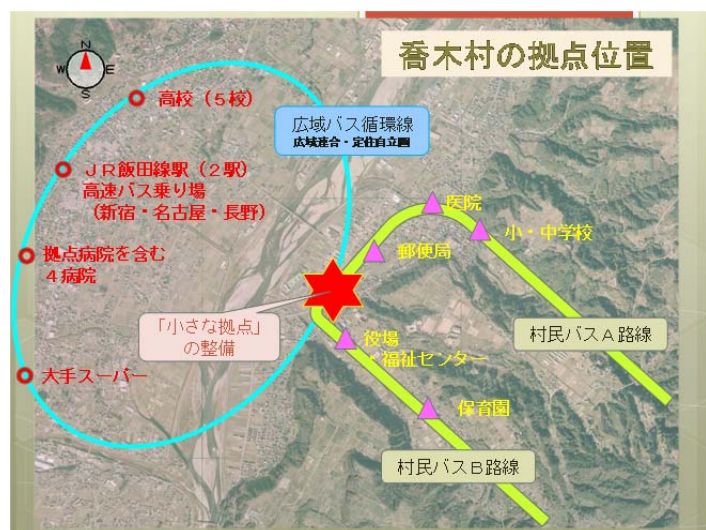 喬木村の拠点位置
N
W E
S
高校（5校）
広域バス循環線
広域連合・定住自立圏
ＪＲ飯田線駅（２駅）
高速バス乗り場
（新宿・名古屋・長野）
医院
小・中学校
郵便局
拠点病院を含む
４病院
「小さな拠点」
の整備
役場
・福祉センター
村民バスＡ路線
大手スーパー
保育園
村民バスＢ路線